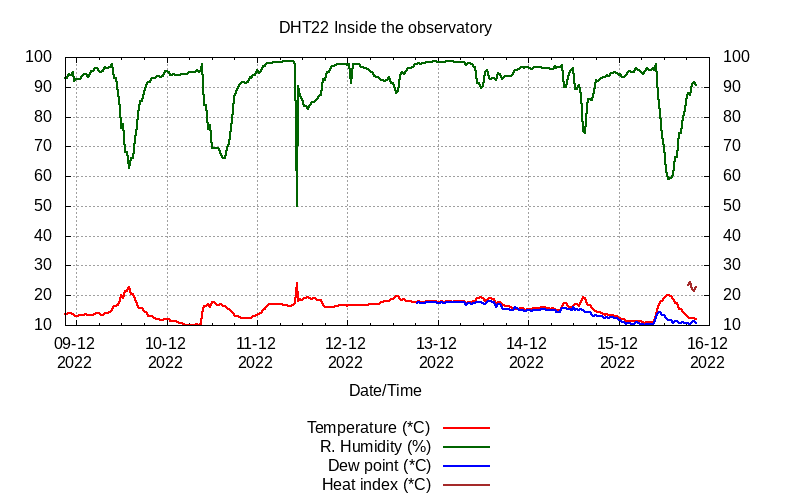 DHT22 Inside the observatory
100 100
90 90
80 80
70 70
60 60
50 50
40 40
30 30
20 20
10 10
09-12 10-12 11-12 12-12 13-12 14-12 15-12 16-12
2022 2022 2022 2022 2022 2022 2022 2022
Date/Time
Temperature (*C)
R. Humidity (%)
Dew point (*C)
Heat index (*C)